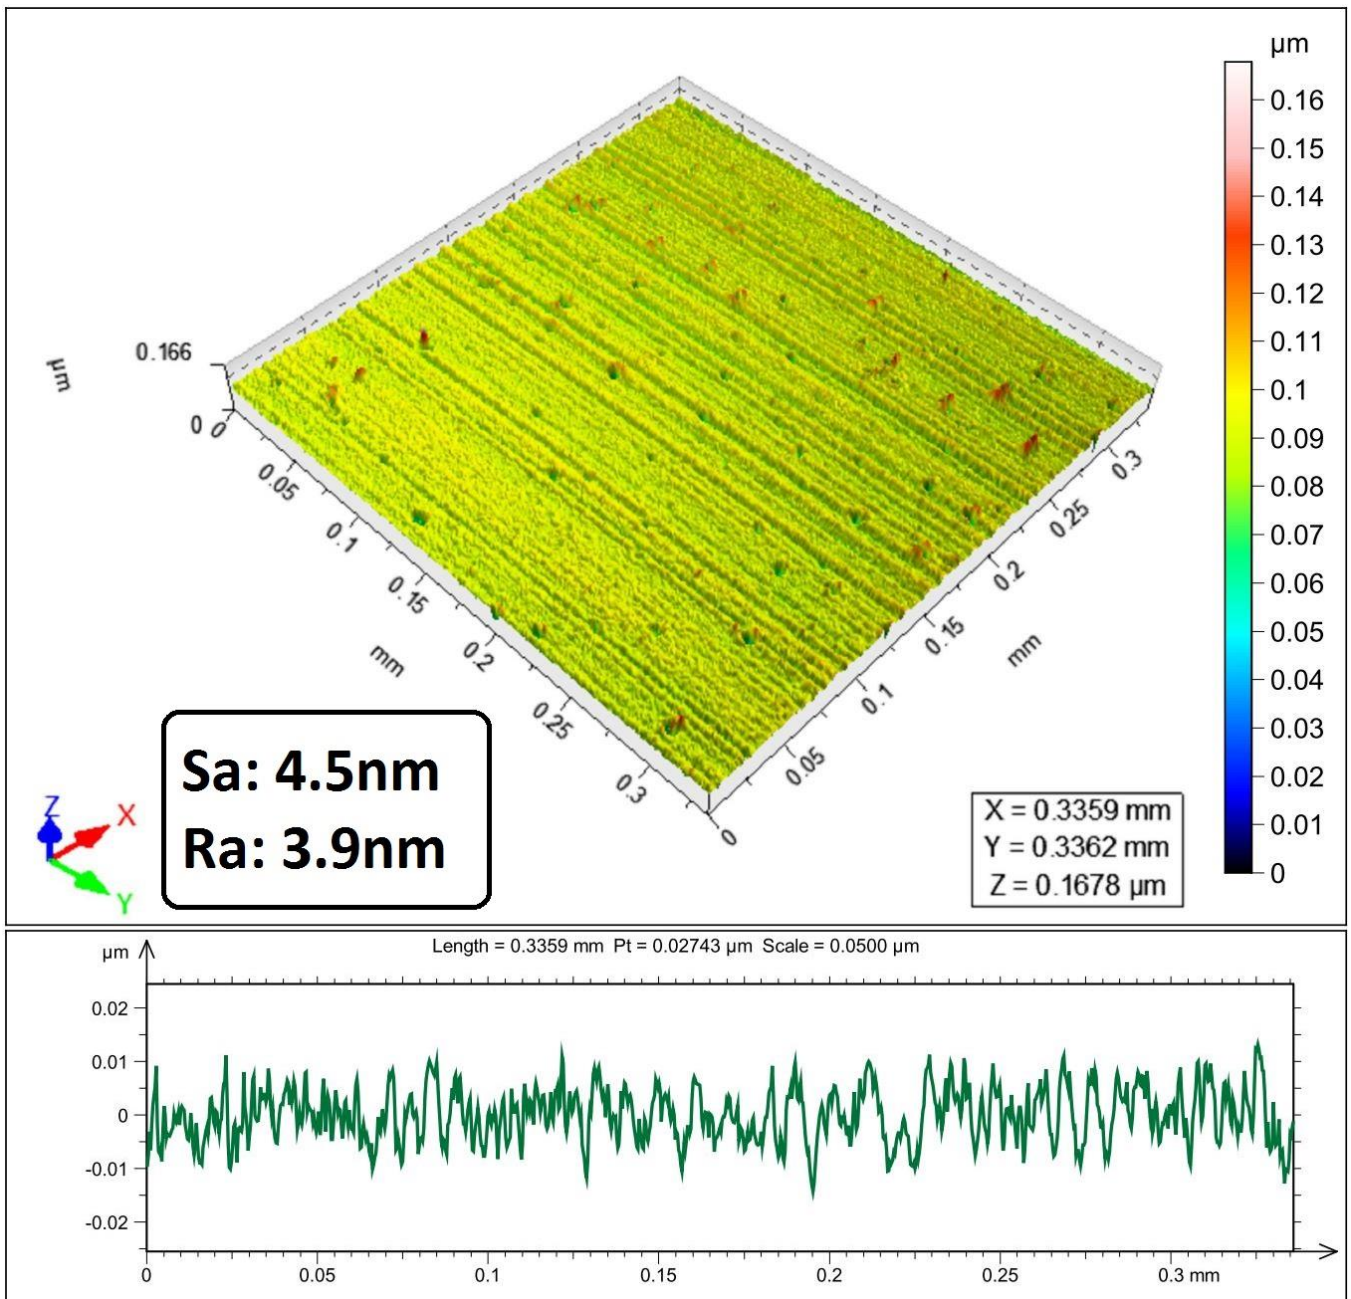 µm
0.16
0.15
0.14
0.13
0.12
0.11
0.1
0.09
0.08
0.07
0.06
0.05
0.04
0.03
0.02
0.01
0
µm
0.166
0
0
0.05
0.1
0.15
0.2
0.25
0.3
mm
0
0.05
0.1
0.15
0.2
0.25
0.3
mm
Sa: 4.5nm
Ra: 3.9nm
Z
X
Y
X = 0.3359 mm
Y = 0.3362 mm
Z = 0.1678 µm
µm
Length = 0.3359 mm Pt = 0.02743 µm Scale = 0.0500 µm
0.02
0.01
0
-0.01
-0.02
0 0.05 0.1 0.15 0.2 0.25 0.3 mm